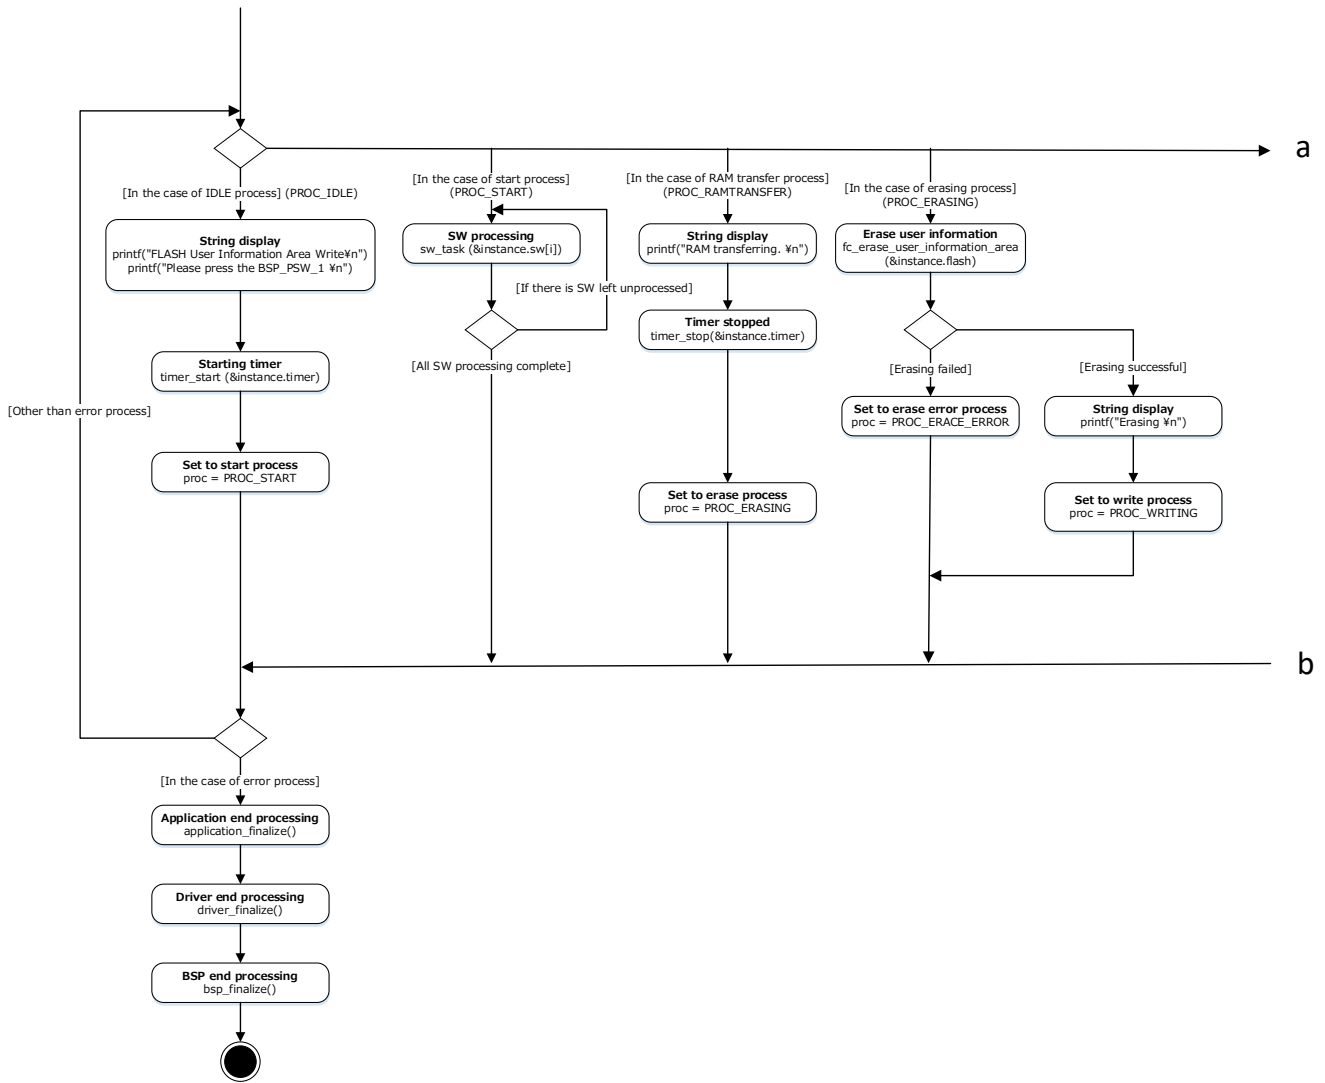 a
[In the case of IDLE process] (PROC_IDLE)
String display
printf("FLASH User Information Area Write¥n")
printf("Please press the BSP_PSW_1 ¥n")
Starting timer
timer_start (&instance.timer)
Set to start process
proc = PROC_START
[Other than error process]
[In the case of start process]
(PROC_START)
SW processing
sw_task (&instance.sw[i])
[If there is SW left unprocessed]
[All SW processing complete]
[In the case of RAM transfer process]
(PROC_RAMTRANSFER)
String display
printf("RAM transferring. ¥n")
Timer stopped
timer_stop(&instance.timer)
Set to erase process
proc = PROC_ERASING
[In the case of erasing process]
(PROC_ERASING)
Erase user information
fc_erase_user_information_area
(&instance.flash)
[Erasing failed]
Set to erase error process
proc = PROC_ERACE_ERROR
[Erasing successful]
String display
printf("Erasing ¥n")
Set to write process
proc = PROC_WRITING
b
[In the case of error process]
Application end processing
application_finalize()
Driver end processing
driver_finalize()
BSP end processing
bsp_finalize()